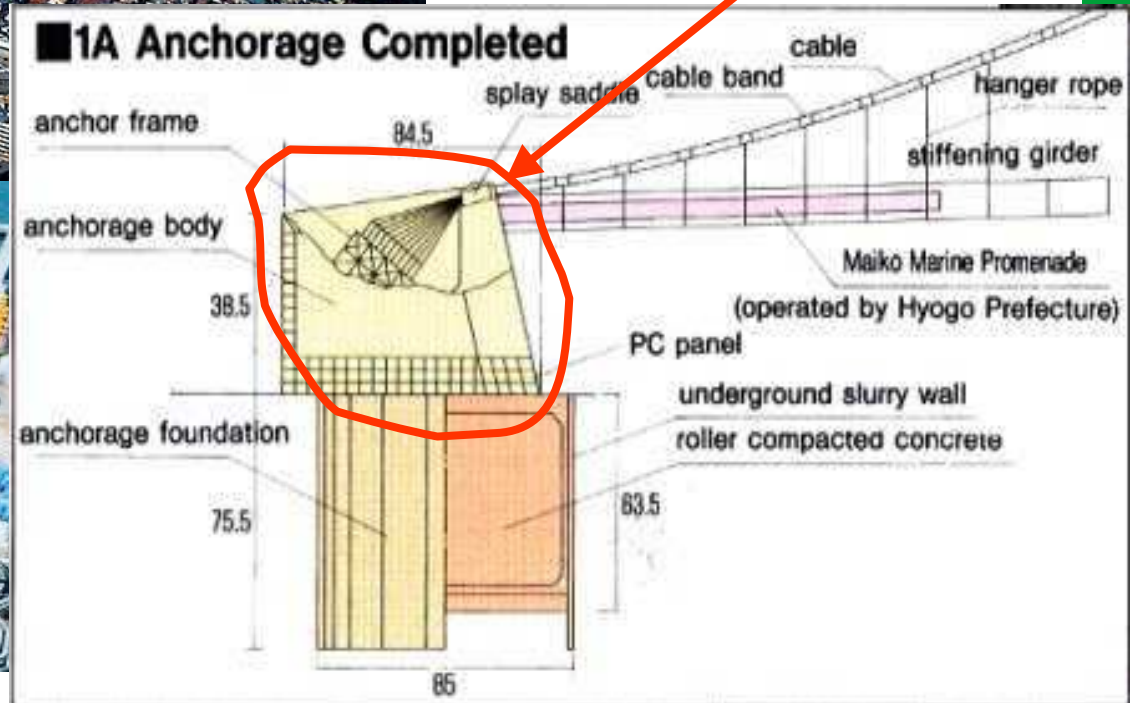 ■1A Anchorage Completed
cable
splay saddle
cable band
hanger rope
anchor frame
84.5
stiffening girder
anchorage body
Maiko Marine Promenade
38.5
(operated by Hyogo Prefecture)
PC panel
underground slurry wall
anchorage foundation
roller compacted concrete
75.5
63.5
85